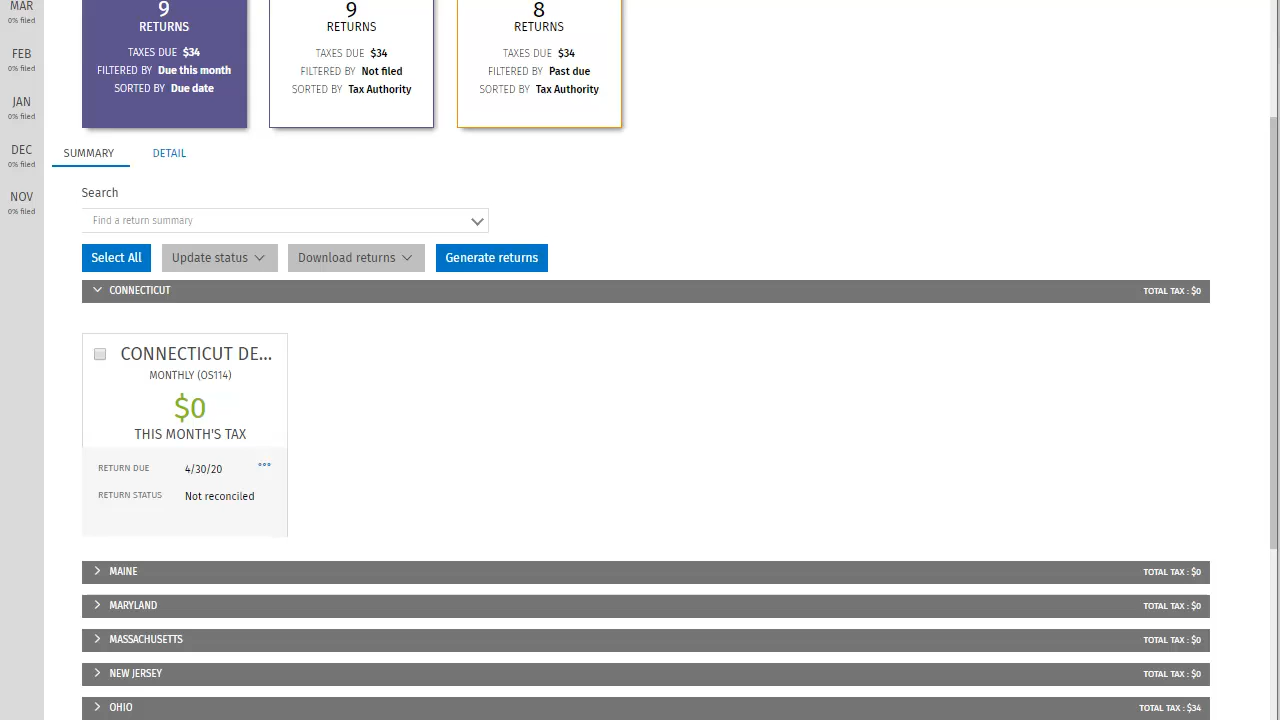 MAR
0% filed
FEB
0% filed
JAN
0% filed
DEC
0% filed
NOV
0% filed
9
RETURNS
TAXES DUE $34
FILTERED BY Due this month
SORTED BY Due date
9
RETURNS
TAXES DUE $34
FILTERED BY Not filed
SORTED BY Tax Authority
8
RETURNS
TAXES DUE $34
FILTERED BY Past due
SORTED BY Tax Authority
SUMMARY DETAIL
Search
Find a return summary
Select All Update status Download returns Generate returns
CONNECTICUT TOTAL TAX : $0
CONNECTICUT DE...
MONTHLY (OS114)
$0
THIS MONTH'S TAX
RETURN DUE 4/30/20
RETURN STATUS Not reconciled
MAINE TOTAL TAX : $0
MARYLAND TOTAL TAX : $0
MASSACHUSETTS TOTAL TAX : $0
NEW JERSEY TOTAL TAX : $0
OHIO TOTAL TAX : $34